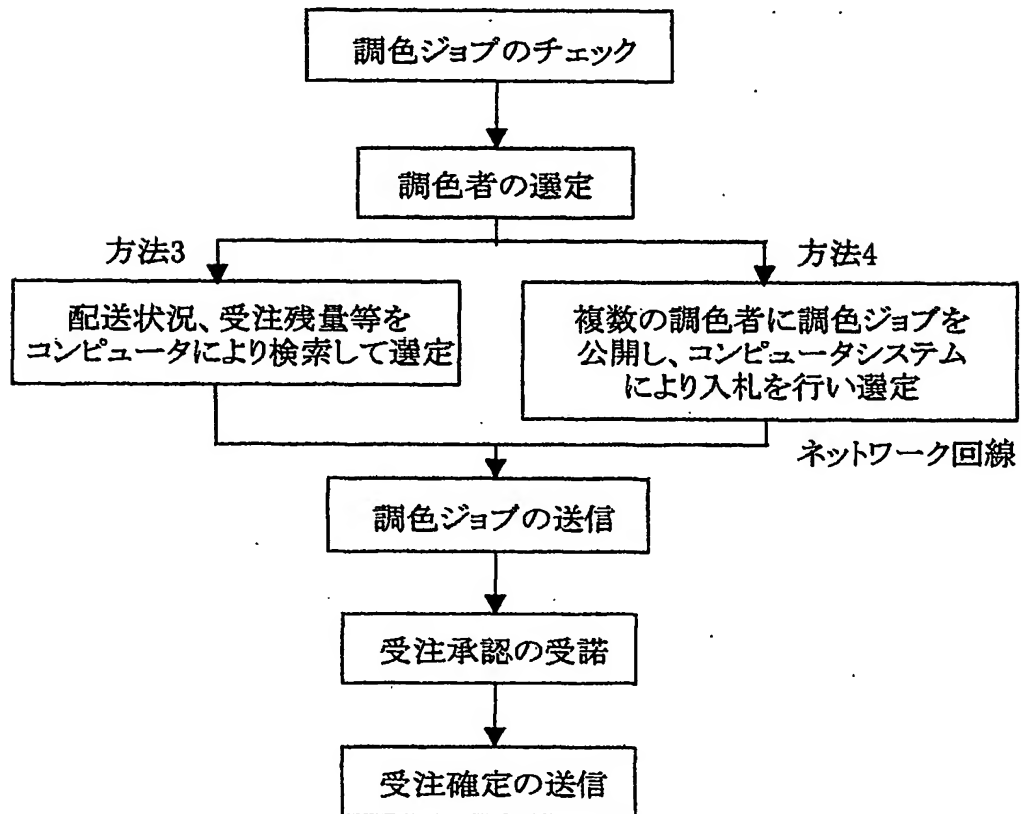 調色ジョブのチェック
調色者の選定
方法3
方法4
配送状況、受注残量等を
コンピュータにより検索して選定
複数の調色者に調色ジョブを
公開し、コンピュータシステム
により入札を行い選定
ネットワーク回線
調色ジョブの送信
受注承認の受諾
受注確定の送信